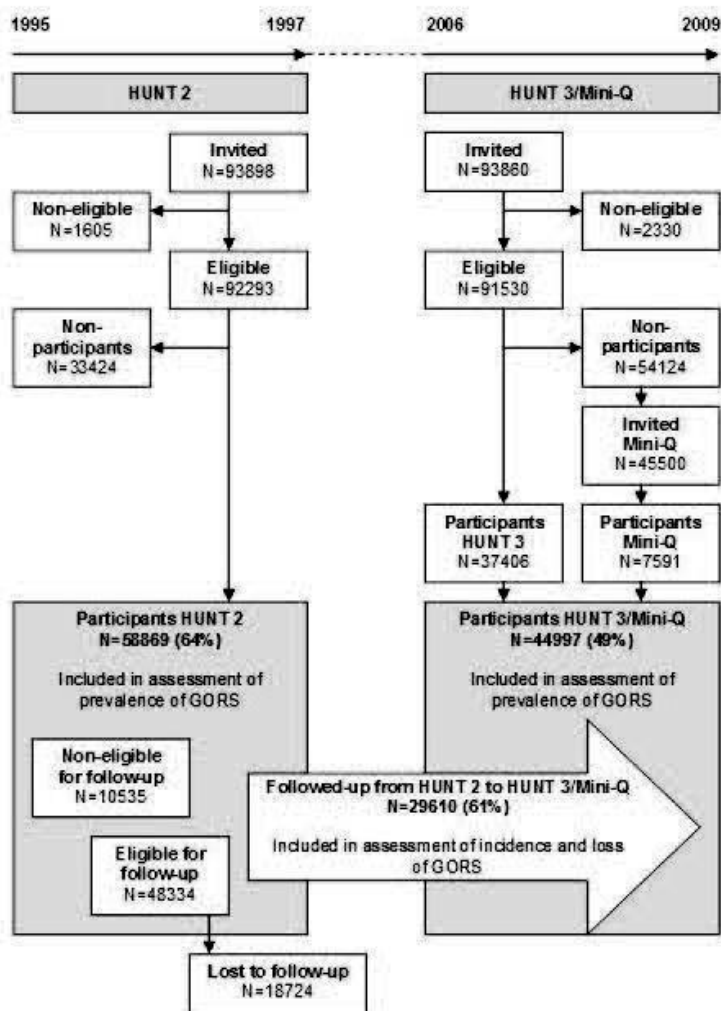 1995
1997
2006
2009
HUNT 2
HUNT 3/Mini-Q
Invited
N=93898
Non-eligible
N=1605
Eligible
N=92293
Non-
participants
N=33424
Invited
N=93860
Non-eligible
N=2330
Eligible
N=91530
Non-
participants
N=54124
Invited
Mini-Q
N=45500
Participants
HUNT 3
N=37406
Participants
Mini-Q
N=7591
Participants HUNT 2
N=58869 (64%)
Included in assessment of
prevalence of GORS
Non-eligible
for follow-up
N=10535
Eligible for
follow-up
N=48334
Lost to follow-up
N=18724
Participants HUNT 3/Mini-Q
N=44997 (49%)
Included in assessment of
prevalence of GORS
Followed-up from HUNT 2 to HUNT 3/Mini-Q
N=29610 (61%)
Included in assessment of incidence and loss
of GORS